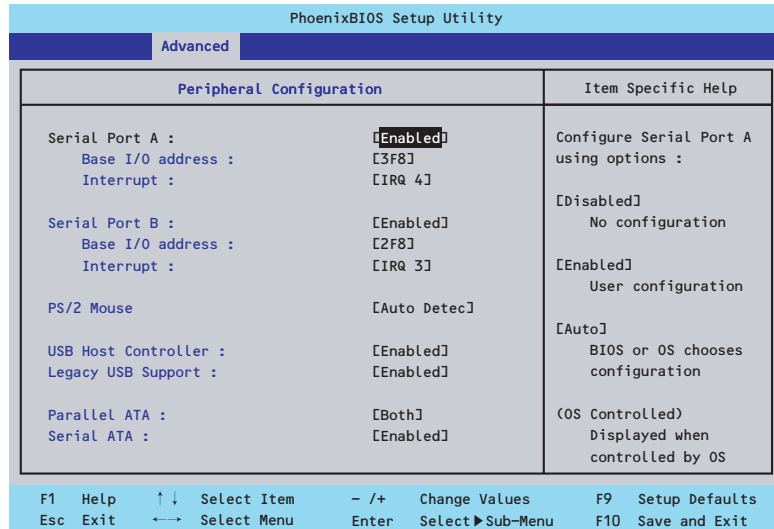 PhoenixBIOS Setup Utility
Advanced
Peripheral Configuration
Serial Port A : [Enabled]
Base I/O address : [3F8]
Interrupt : [IRQ 4]
Serial Port B : [Enabled]
Base I/O address : [2F8]
Interrupt : [IRQ 3]
PS/2 Mouse [Auto Detec]
USB Host Controller : [Enabled]
Legacy USB Support : [Enabled]
Parallel ATA : [Both]
Serial ATA : [Enabled]
Item Specific Help
Configure Serial Port A
using options :
[Disabled]
No configuration
[Enabled]
User configuration
[Auto]
BIOS or OS chooses
configuration
(OS Controlled)
Displayed when
controlled by OS
F1 Help ↑↓ Select Item − /+ Change Values F9 Setup Defaults
Esc Exit ←→ Select Menu Enter Select▶Sub−Menu F10 Save and Exit